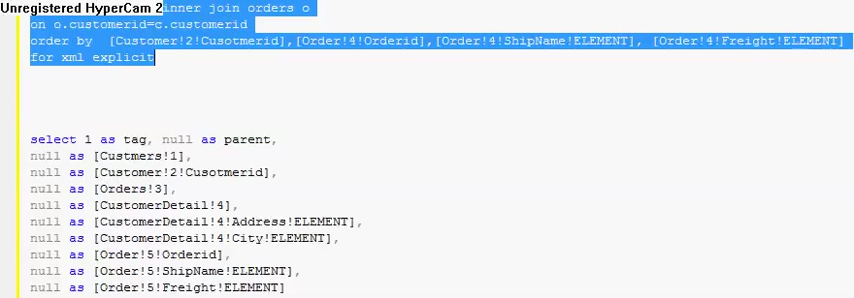 Unregistered HyperCam 2
inner join orders o
on o.customerid=c.customerid
order by  [Customer!2!Cusotmerid],[Order!4!Orderid],[Order!4!ShipName!ELEMENT], [Order!4!Freight!ELEMENT]
for xml explicit
select 1 as tag, null as parent,
null as [Custmers!1],
null as [Customer!2!Cusotmerid],
null as [Orders!3],
null as [CustomerDetail!4],
null as [CustomerDetail!4!Address!ELEMENT],
null as [CustomerDetail!4!City!ELEMENT],
null as [Order!5!Orderid],
null as [Order!5!ShipName!ELEMENT],
null as [Order!5!Freight!ELEMENT]